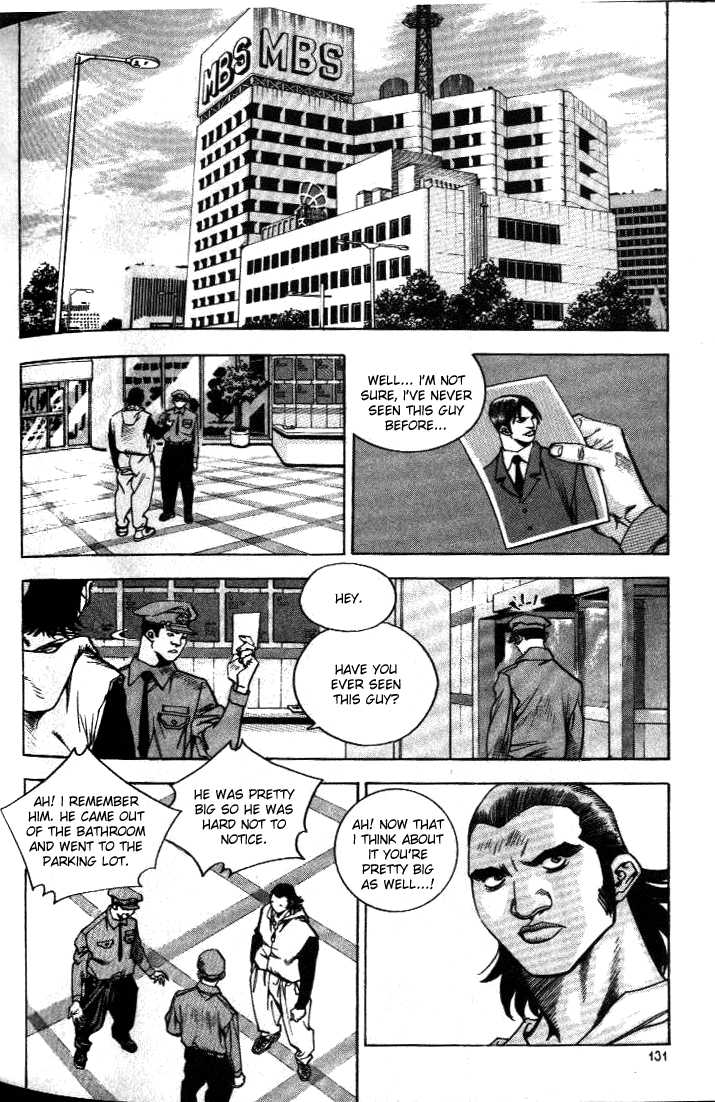 MBS MBS
WELL... I'M NOT
SURE, I'VE NEVER
SEEN THIS GUY
BEFORE...
HEY.
HAVE YOU
EVER SEEN
THIS GUY?
AH! I REMEMBER
HIM. HE CAME OUT
OF THE BATHROOM
AND WENT TO THE
PARKING LOT.
HE WAS PRETTY
BIG SO HE WAS
HARD NOT TO
NOTICE.
AH! NOW THAT
I THINK ABOUT
IT YOU'RE
PRETTY BIG
AS WELL...!
131